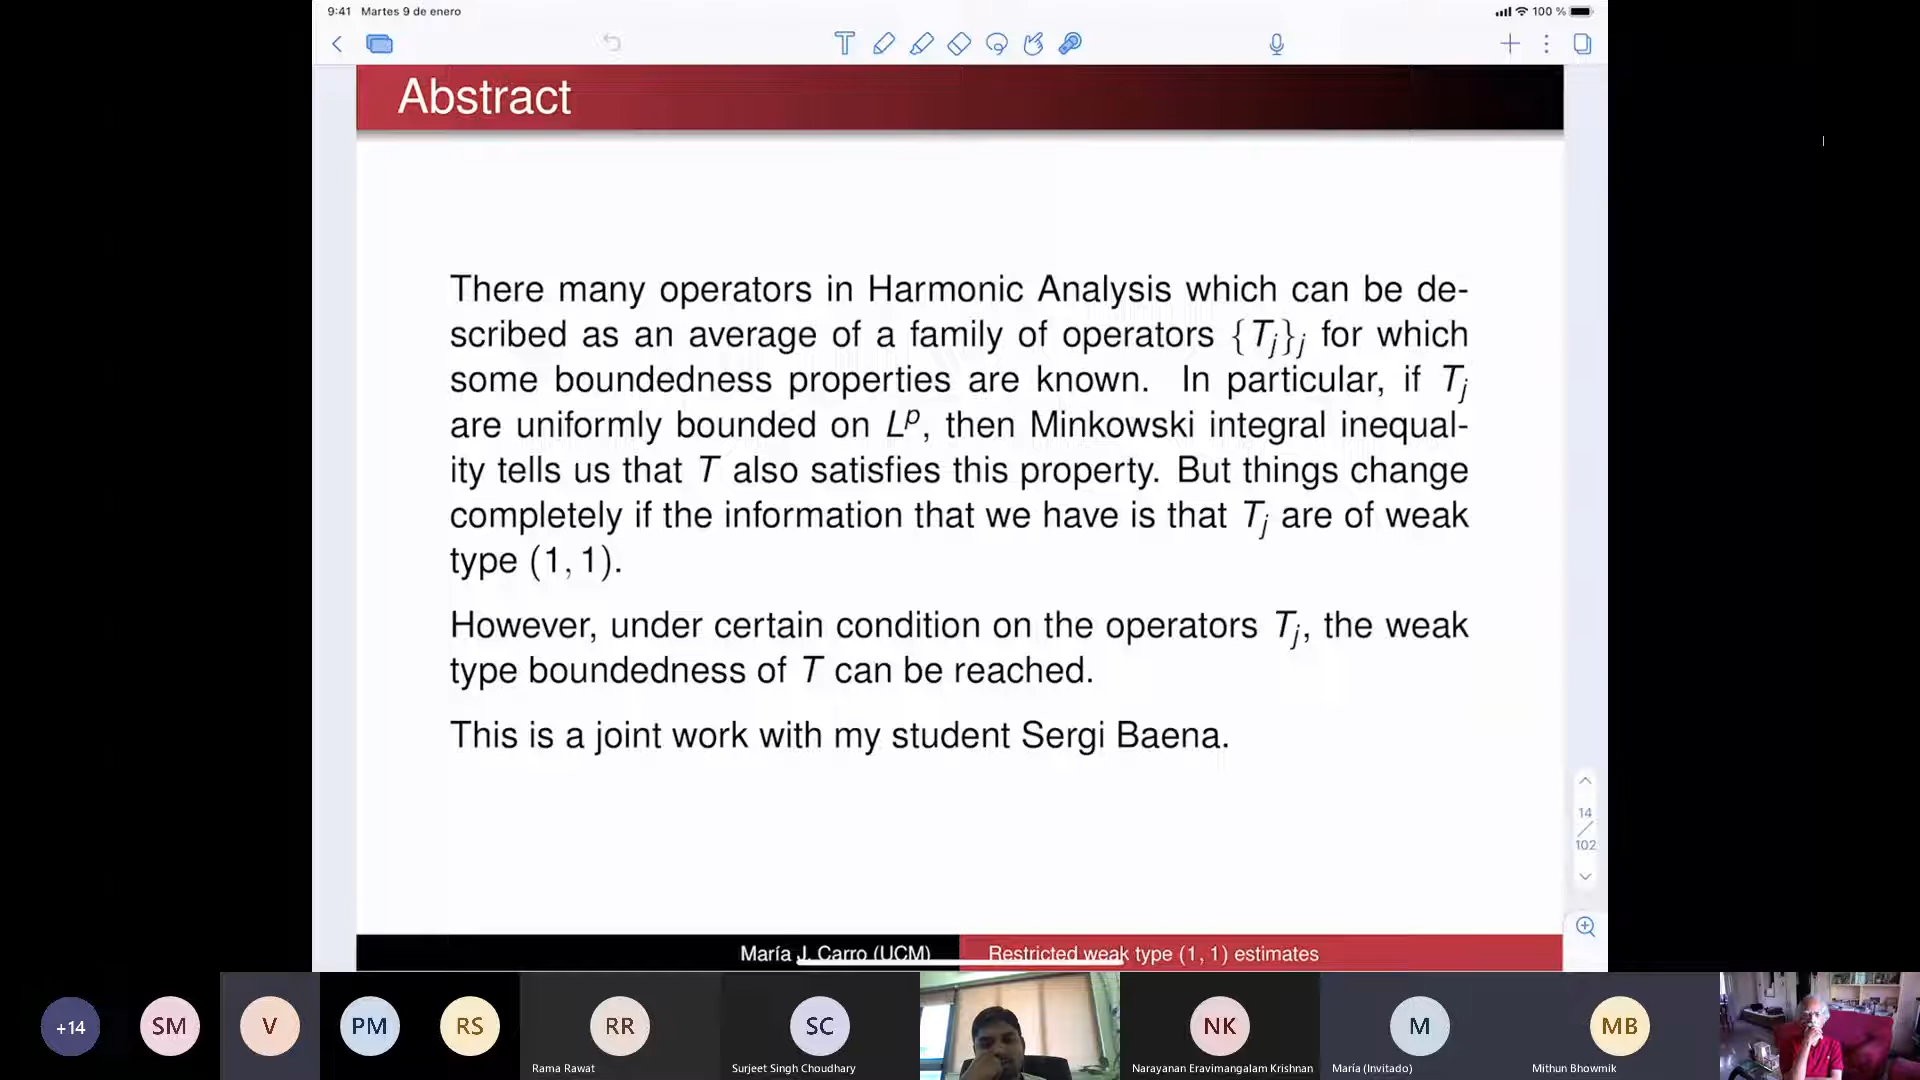 9:41 Martes 9 de enero
100 %
Abstract
There many operators in Harmonic Analysis which can be de-
scribed as an average of a family of operators {Tj}j for which
some boundedness properties are known. In particular, if Tj
are uniformly bounded on Lp, then Minkowski integral inequal-
ity tells us that T also satisfies this property. But things change
completely if the information that we have is that Tj are of weak
type (1, 1).
However, under certain condition on the operators Tj, the weak
type boundedness of T can be reached.
This is a joint work with my student Sergi Baena.
14
102
María J. Carro (UCM)
Restricted weak type (1, 1) estimates
+14
SM
V
PM
RS
RR
SC
NK
M
MB
Rama Rawat
Surjeet Singh Choudhary
Narayanan Eravimangalam Krishnan
María (Invitado)
Mithun Bhowmik